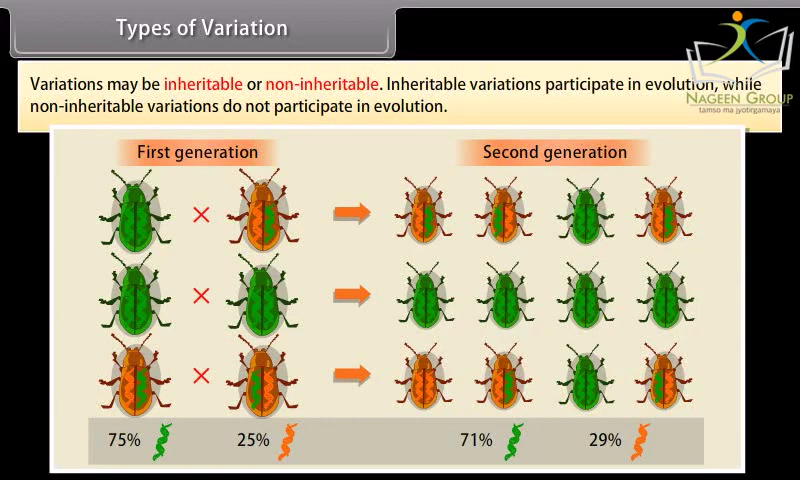 Types of Variation
Variations may be inheritable or non-inheritable. Inheritable variations participate in evolution, while
non-inheritable variations do not participate in evolution.
NAGEEN GROUP
tamso ma jyotirgamaya
First generation
Second generation
75% 25% 71% 29%